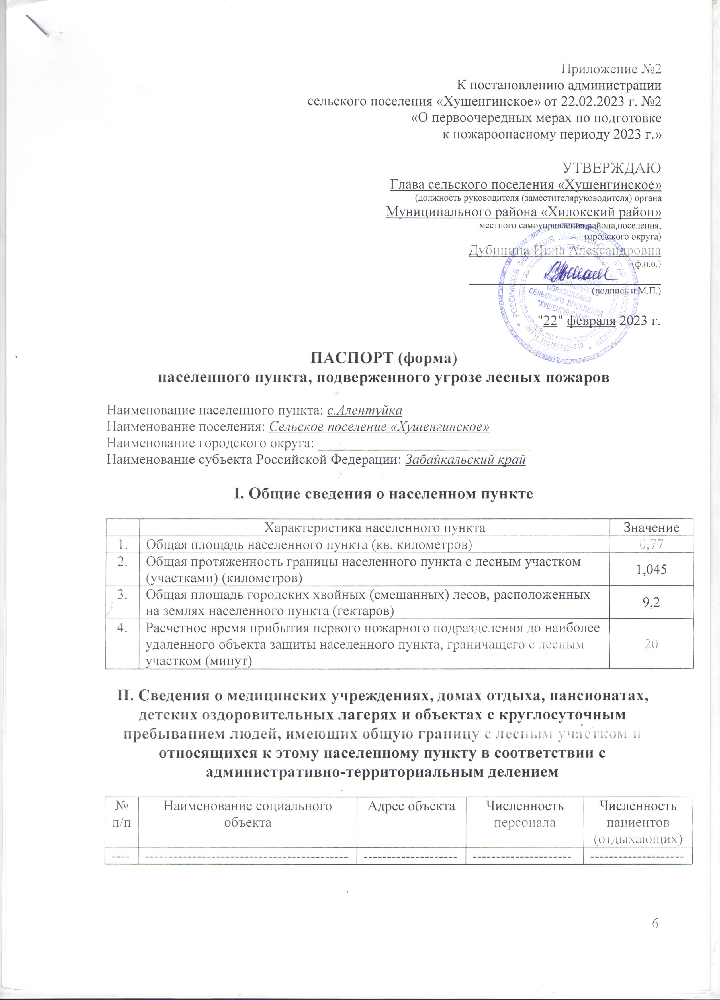 Приложение №2
К постановлению администрации
сельского поселения «Хушенгинское» от 22.02.2023 г. №2
«О первоочередных мерах по подготовке
к пожароопасному периоду 2023 г.»
УТВЕРЖДАЮ
Глава сельского поселения «Хушенгинское»
(должность руководителя (заместителяруководителя) органа
Муниципального района «Хилокский район»
местного самоуправления района,поселения,
городского округа)
Дубинина Инна Александровна
(ф.и.о.)
(подпись и М.П.)
* РОССИЙСКАЯ ФЕДЕРАЦИЯ ЗАБАЙКАЛЬСКИЙ КРАЙ ХИЛОКСКИЙ РАЙОН *
МУНИЦИПАЛЬНОГО
ОБРАЗОВАНИЯ
СЕЛЬСКОГО ПОСЕЛЕНИЯ
"ХУШЕНГИНСКОЕ"
ОГРН 1057538004820
"22" февраля 2023 г.
ПАСПОРТ (форма)
населенного пункта, подверженного угрозе лесных пожаров
Наименование населенного пункта: с.Алентуйка
Наименование поселения: Сельское поселение «Хушенгинское»
Наименование городского округа: ______________________________
Наименование субъекта Российской Федерации: Забайкальский край
I. Общие сведения о населенном пункте
Характеристика населенного пункта Значение
1. Общая площадь населенного пункта (кв. километров) 0,77
2. Общая протяженность границы населенного пункта с лесным участком
(участками) (километров) 1,045
3. Общая площадь городских хвойных (смешанных) лесов, расположенных
на землях населенного пункта (гектаров) 9,2
4. Расчетное время прибытия первого пожарного подразделения до наиболее
удаленного объекта защиты населенного пункта, граничащего с лесным 20
участком (минут)
II. Сведения о медицинских учреждениях, домах отдыха, пансионатах,
детских оздоровительных лагерях и объектах с круглосуточным
пребыванием людей, имеющих общую границу с лесным участком и
относящихся к этому населенному пункту в соответствии с
административно-территориальным делением
№ Наименование социального Адрес объекта Численность Численность
п/п объекта персонала пациентов
(отдыхающих)
---- ------------------------------------------- -------------------- --------------------- --------------------
6